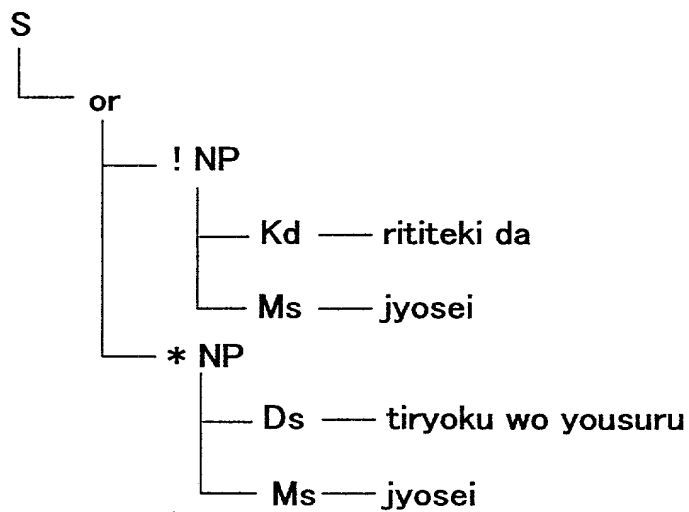 S
or
! NP
Kd rititeki da
Ms jyosei
* NP
Ds tiryoku wo yousuru
Ms jyosei